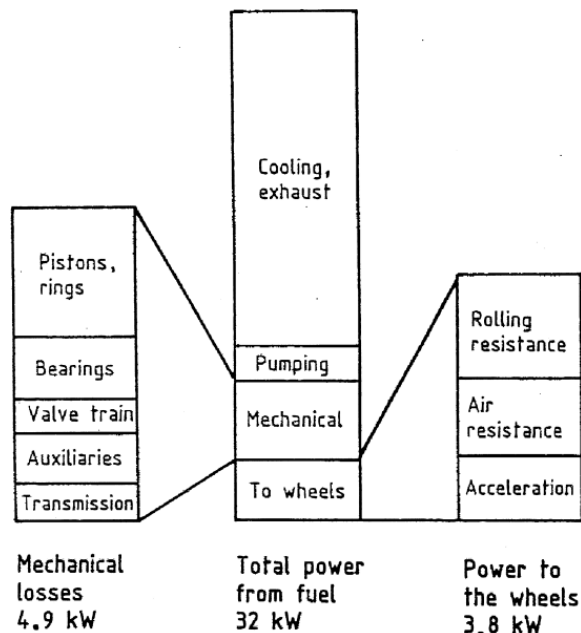 Cooling,
exhaust
Pistons,
rings
Rolling
resistance
Pumping
Bearings
Mechanical
Air
resistance
Valve train
Auxiliaries
To wheels
Acceleration
Transmission
Mechanical
losses
4.9 kW
Total power
from fuel
32 kW
Power to
the wheels
3.8 kW